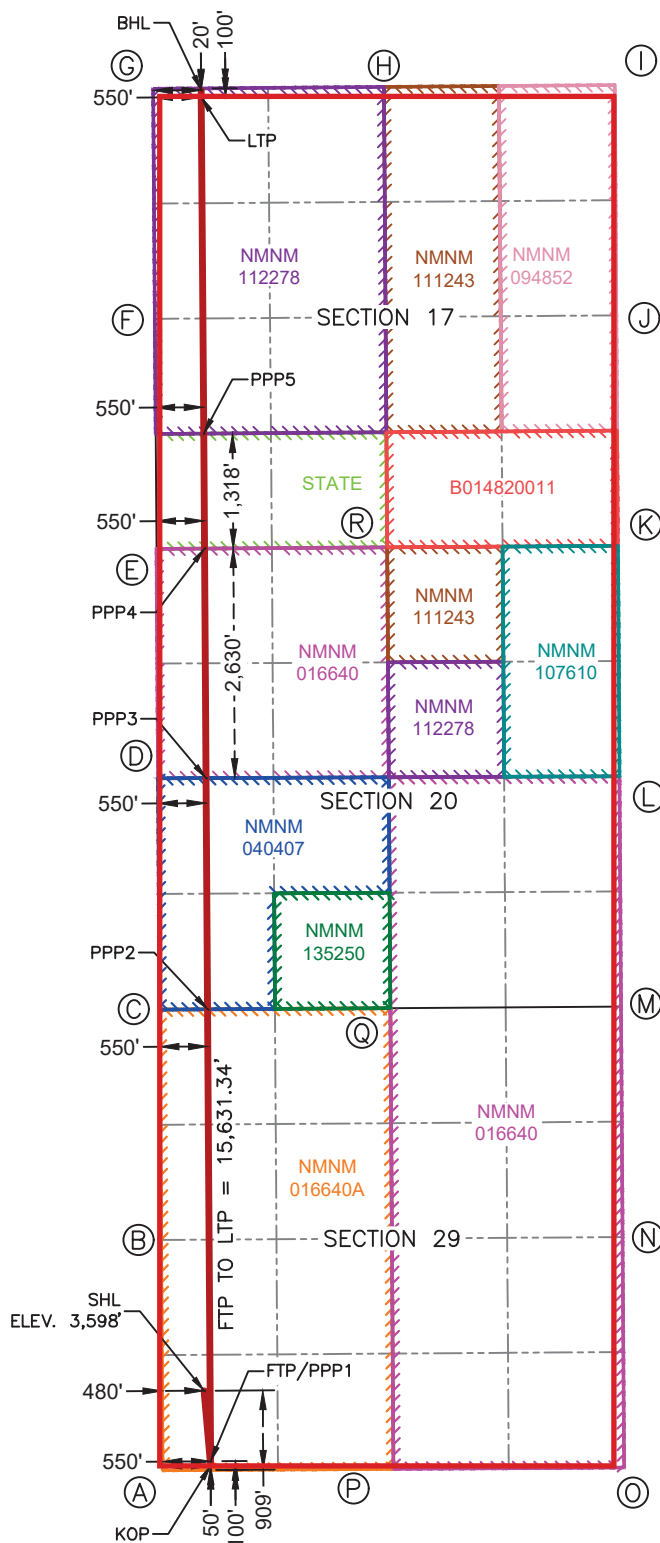 BHL
20'
100'
G
H
I
550'
LTP
NMNM
112278
NMNM
111243
NMNM
094852
F
SECTION 17
J
PPP5
550'
1,318'
STATE
B014820011
550'
R
K
E
PPP4
NMNM
111243
2,630'
NMNM
016640
NMNM
107610
NMNM
112278
PPP3
D
550'
SECTION 20
L
NMNM
040407
NMNM
135250
PPP2
C
Q
M
550'
FTP TO LTP = 15,631.34'
NMNM
016640
NMNM
016640A
B
SECTION 29
N
SHL
ELEV. 3,598'
FTP/PPP1
480'
550'
A
P
O
50'
100'
909'
KOP